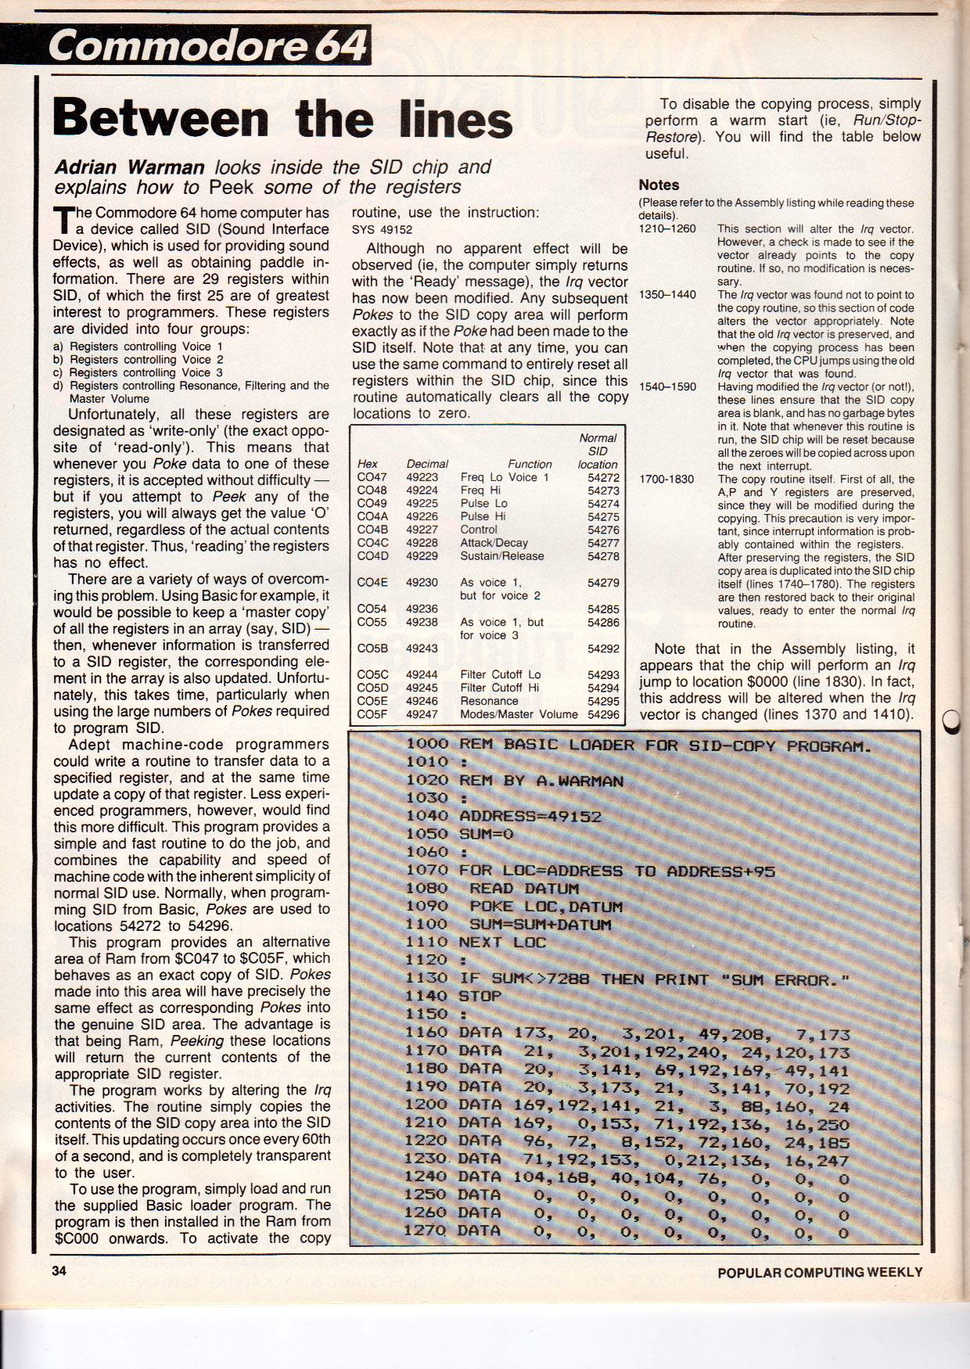 Commodore 64
Between the lines
Adrian Warman looks inside the SID chip and
explains how to Peek some of the registers
The Commodore 64 home computer has
a device called SID (Sound Interface
Device), which is used for providing sound
effects, as well as obtaining paddle in-
formation. There are 29 registers within
SID, of which the first 25 are of greatest
interest to programmers. These registers
are divided into four groups:
a) Registers controlling Voice 1
b) Registers controlling Voice 2
c) Registers controlling Voice 3
d) Registers controlling Resonance, Filtering and the
Master Volume
Unfortunately, all these registers are
designated as 'write-only' (the exact oppo-
site of 'read-only'). This means that
whenever you Poke data to one of these
registers, it is accepted without difficulty —
but if you attempt to Peek any of the
registers, you will always get the value 'O'
returned, regardless of the actual contents
of that register. Thus, 'reading' the registers
has no effect.
There are a variety of ways of overcom-
ing this problem. Using Basic for example, it
would be possible to keep a 'master copy'
of all the registers in an array (say, SID) —
then, whenever information is transferred
to a SID register, the corresponding ele-
ment in the array is also updated. Unfortu-
nately, this takes time, particularly when
using the large numbers of Pokes required
to program SID.
Adept machine-code programmers
could write a routine to transfer data to a
specified register, and at the same time
update a copy of that register. Less experi-
enced programmers, however, would find
this more difficult. This program provides a
simple and fast routine to do the job, and
combines the capability and speed of
machine code with the inherent simplicity of
normal SID use. Normally, when program-
ming SID from Basic, Pokes are used to
locations 54272 to 54296.
This program provides an alternative
area of Ram from $C047 to $C05F, which
behaves as an exact copy of SID. Pokes
made into this area will have precisely the
same effect as corresponding Pokes into
the genuine SID area. The advantage is
that being Ram, Peeking these locations
will return the current contents of the
appropriate SID register.
The program works by altering the Irq
activities. The routine simply copies the
contents of the SID copy area into the SID
itself. This updating occurs once every 60th
of a second, and is completely transparent
to the user.
To use the program, simply load and run
the supplied Basic loader program. The
program is then installed in the Ram from
$C000 onwards. To activate the copy
routine, use the instruction:
SYS 49152
Although no apparent effect will be
observed (ie, the computer simply returns
with the 'Ready' message), the Irq vector
has now been modified. Any subsequent
Pokes to the SID copy area will perform
exactly as if the Poke had been made to the
SID itself. Note that at any time, you can
use the same command to entirely reset all
registers within the SID chip, since this
routine automatically clears all the copy
locations to zero.
Normal
SID
Hex Decimal Function location
CO47 49223 Freq Lo Voice 1 54272
CO48 49224 Freq Hi 54273
CO49 49225 Pulse Lo 54274
CO4A 49226 Pulse Hi 54275
CO4B 49227 Control 54276
CO4C 49228 Attack/Decay 54277
CO4D 49229 Sustain/Release 54278
CO4E 49230 As voice 1, 54279
but for voice 2
CO54 49236 54285
CO55 49238 As voice 1, but 54286
for voice 3
CO5B 49243 54292
CO5C 49244 Filter Cutoff Lo 54293
CO5D 49245 Filter Cutoff Hi 54294
CO5E 49246 Resonance 54295
CO5F 49247 Modes/Master Volume 54296
To disable the copying process, simply
perform a warm start (ie, Run/Stop-
Restore). You will find the table below
useful.
Notes
(Please refer to the Assembly listing while reading these
details).
1210–1260 This section will alter the Irq vector.
However, a check is made to see if the
vector already points to the copy
routine. If so, no modification is neces-
sary.
1350–1440 The Irq vector was found not to point to
the copy routine, so this section of code
alters the vector appropriately. Note
that the old Irq vector is preserved, and
when the copying process has been
completed, the CPU jumps using the old
Irq vector that was found.
1540–1590 Having modified the Irq vector (or not!),
these lines ensure that the SID copy
area is blank, and has no garbage bytes
in it. Note that whenever this routine is
run, the SID chip will be reset because
all the zeroes will be copied across upon
the next interrupt.
1700-1830 The copy routine itself. First of all, the
A,P and Y registers are preserved,
since they will be modified during the
copying. This precaution is very impor-
tant, since interrupt information is prob-
ably contained within the registers.
After preserving the registers, the SID
copy area is duplicated into the SID chip
itself (lines 1740–1780). The registers
are then restored back to their original
values, ready to enter the normal Irq
routine.
Note that in the Assembly listing, it
appears that the chip will perform an Irq
jump to location $0000 (line 1830). In fact,
this address will be altered when the Irq
vector is changed (lines 1370 and 1410).
1000 REM BASIC LOADER FOR SID-COPY PROGRAM.
1010 :
1020 REM BY A.WARMAN
1030 :
1040 ADDRESS=49152
1050 SUM=0
1060 :
1070 FOR LOC=ADDRESS TO ADDRESS+95
1080 READ DATUM
1090 POKE LOC,DATUM
1100 SUM=SUM+DATUM
1110 NEXT LOC
1120 :
1130 IF SUM<>7288 THEN PRINT "SUM ERROR."
1140 STOP
1150 :
1160 DATA 173, 20, 3,201, 49,208, 7,173
1170 DATA 21, 3,201,192,240, 24,120,173
1180 DATA 20, 3,141, 69,192,169, 49,141
1190 DATA 20, 3,173, 21, 3,141, 70,192
1200 DATA 169,192,141, 21, 3, 88,160, 24
1210 DATA 169, 0,153, 71,192,136, 16,250
1220 DATA 96, 72, 8,152, 72,160, 24,185
1230 DATA 71,192,153, 0,212,136, 16,247
1240 DATA 104,168, 40,104, 76, 0, 0, 0
1250 DATA 0, 0, 0, 0, 0, 0, 0, 0
1260 DATA 0, 0, 0, 0, 0, 0, 0, 0
1270 DATA 0, 0, 0, 0, 0, 0, 0, 0
34
POPULAR COMPUTING WEEKLY